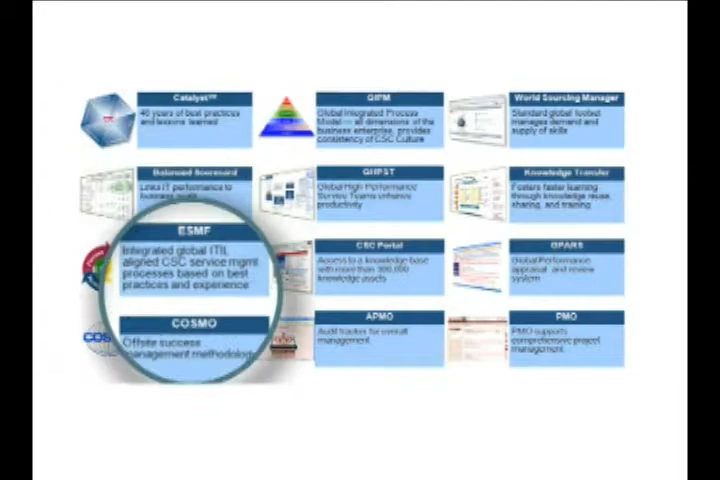 Catalyst™
40 years of best practices
and lessons learned
GIPM
Global Integrated Process
Model — all dimensions of the
business enterprise, provides
consistency of CSC Culture
World Sourcing Manager
Standard global toolset
manages demand and
supply of skills
Balanced Scorecard
Links IT performance to
business
GHPST
Global High Performance
Service Teams enhance
productivity
Knowledge Transfer
Fosters faster learning
through knowledge reuse,
sharing, and training
ESMF
Integrated global ITIL
aligned CSC service mgmt
processes based on best
practices and experience
CSC Portal
Access to a knowledge base
with more than 300,000
knowledge assets
GPARS
Global Performance
appraisal and review
system
COS
COSMO
Offsite success
management methodology
APMO
Audit tracker for overall
management
PMO
PMO supports
comprehensive project
management